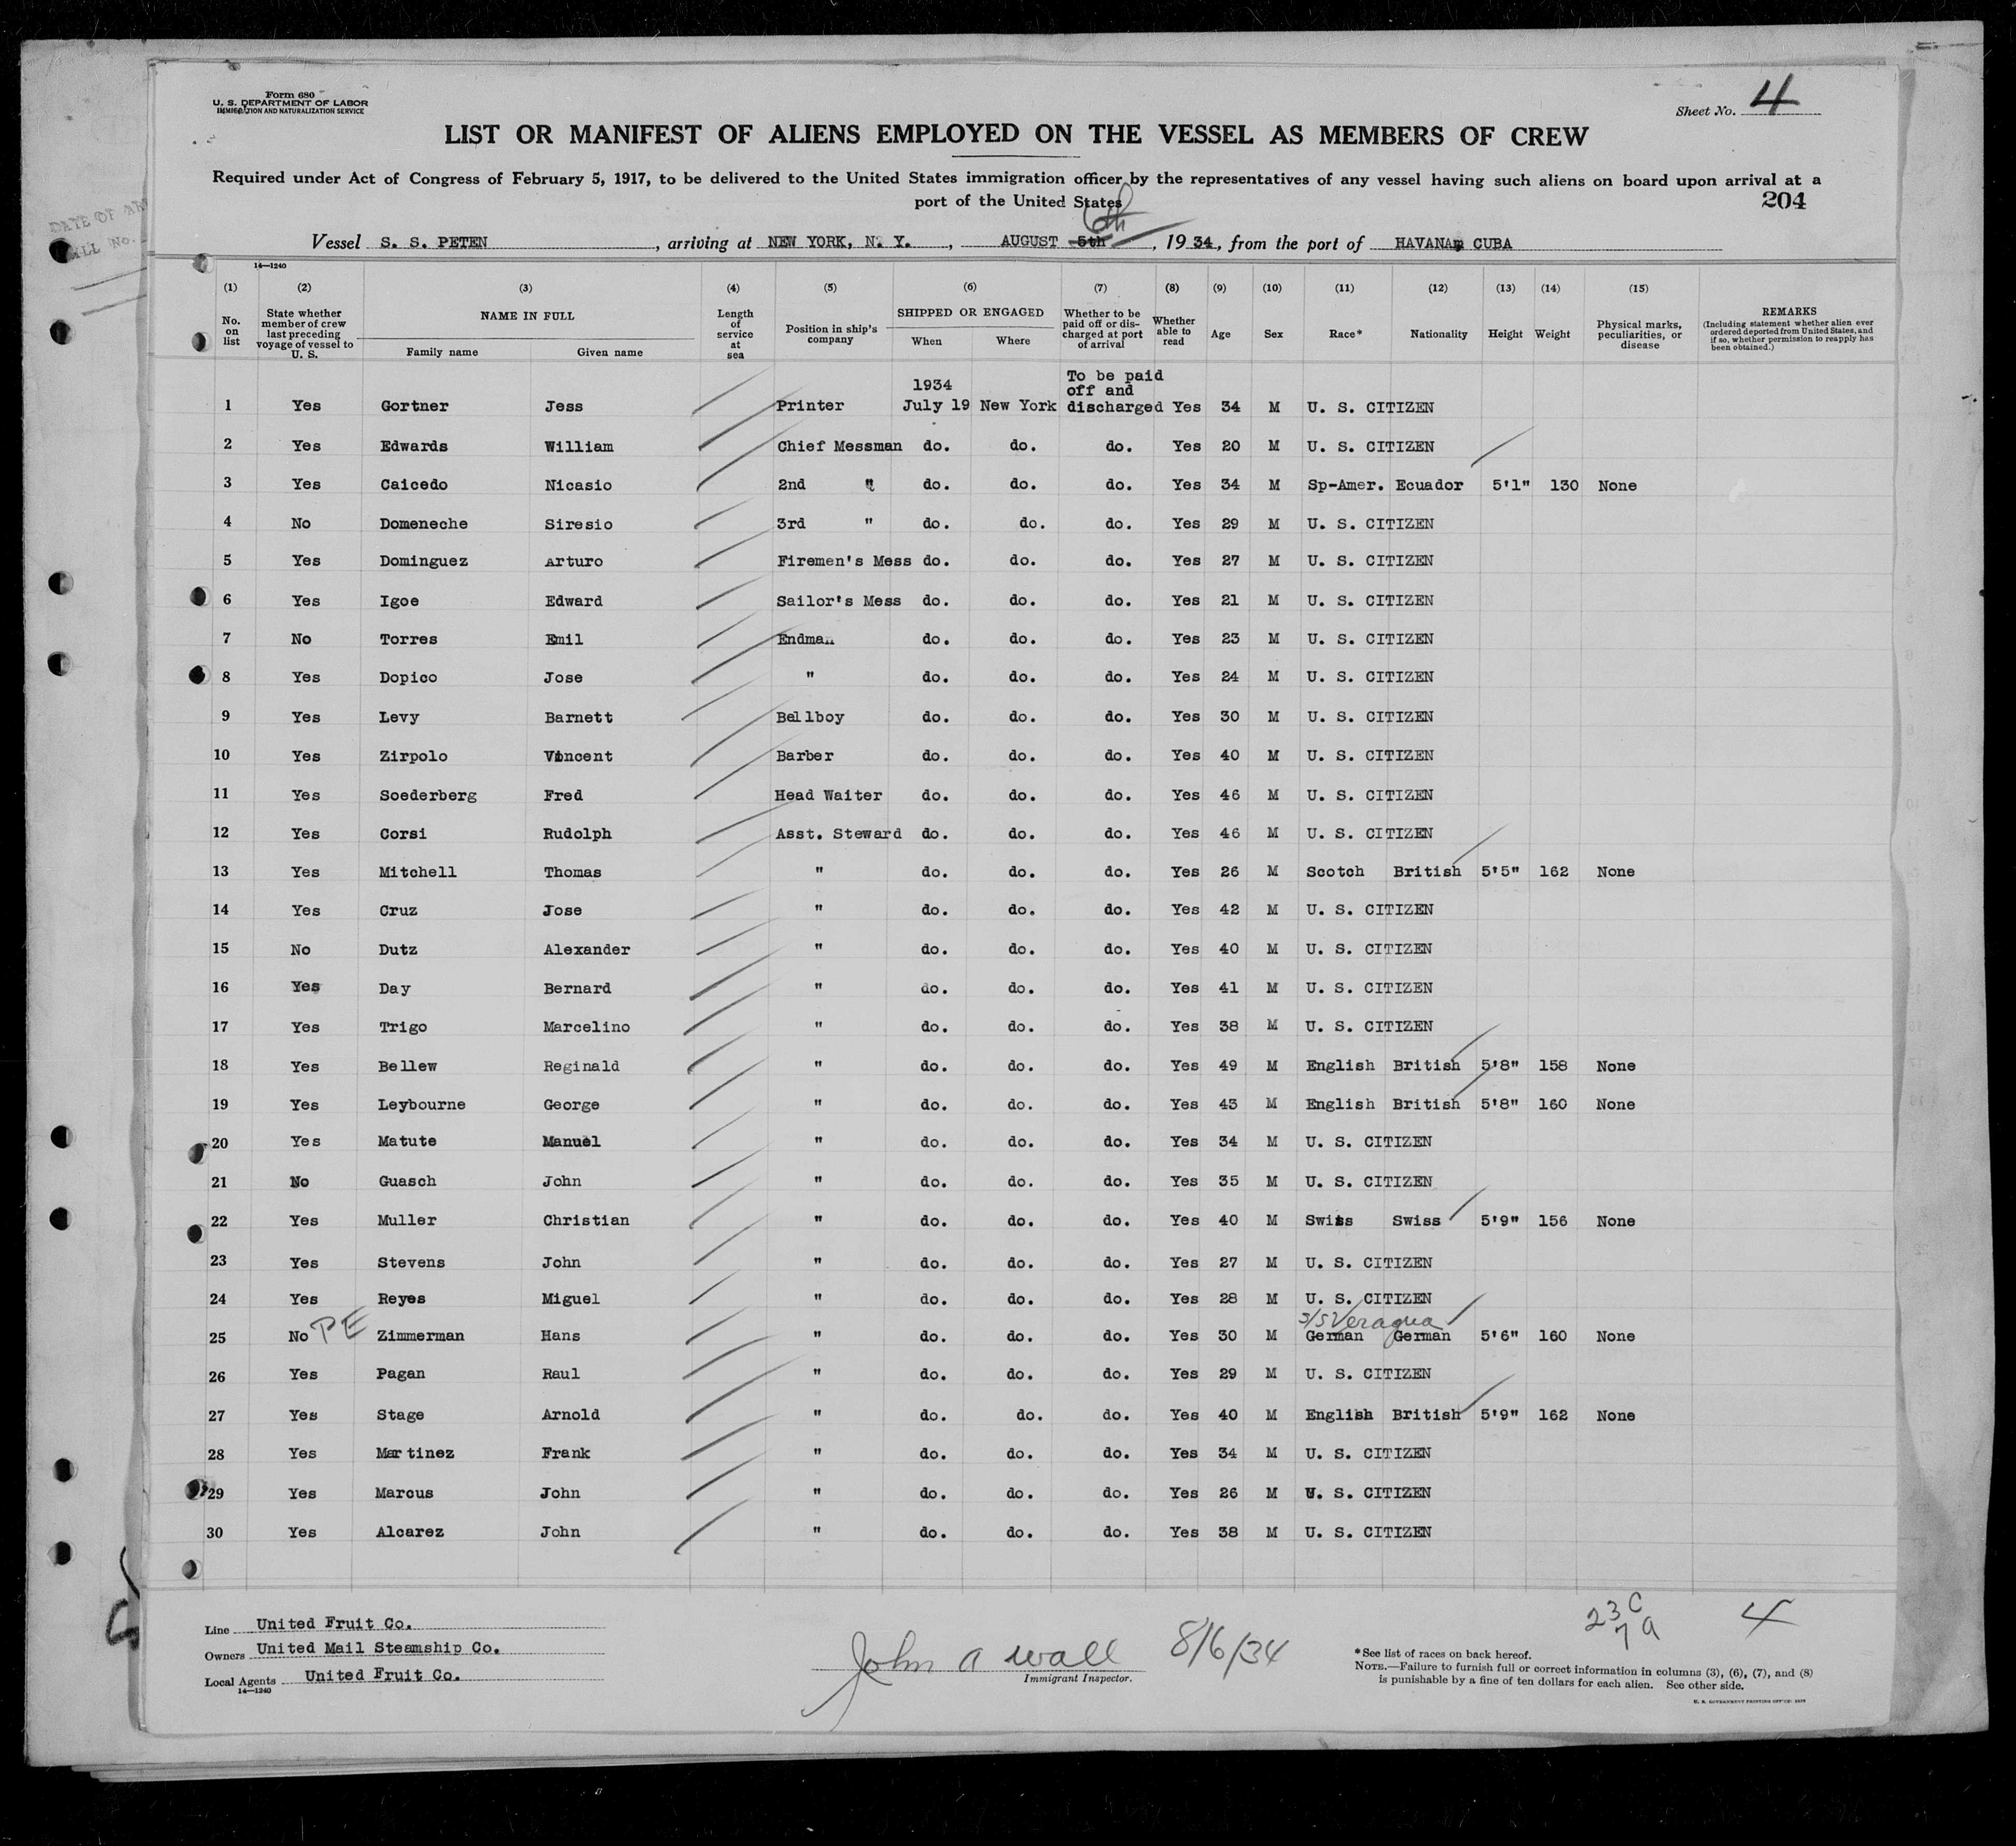 Form 680
U. S. DEPARTMENT OF LABOR
IMMIGRATION AND NATURALIZATION SERVICE
Sheet No. 4
LIST OR MANIFEST OF ALIENS EMPLOYED ON THE VESSEL AS MEMBERS OF CREW
Required under Act of Congress of February 5, 1917, to be delivered to the United States immigration officer by the representatives of any vessel having such aliens on board upon arrival at a
port of the United States
204
6th
Vessel S. S. PETEN, arriving at NEW YORK, N. Y., AUGUST 5th, 1934, from the port of HAVANA, CUBA
14—1240
(1) (2) (3) (4) (5) (6) (7) (8) (9) (10) (11) (12) (13) (14) (15)
No. on list
State whether member of crew last preceding voyage of vessel to U. S.
NAME IN FULL
Family name Given name
Length of service at sea
Position in ship's company
SHIPPED OR ENGAGED
When Where
Whether to be paid off or discharged at port of arrival
Whether able to read
Age Sex Race* Nationality Height Weight
Physical marks, peculiarities, or disease
REMARKS
(Including statement whether alien ever ordered deported from United States, and if so, whether permission to reapply has been obtained.)
1934 To be paid
off and
1 Yes Gortner Jess Printer July 19 New York discharged Yes 34 M U. S. CITIZEN
2 Yes Edwards William Chief Messman do. do. do. Yes 20 M U. S. CITIZEN
3 Yes Caicedo Nicasio 2nd " do. do. do. Yes 34 M Sp-Amer. Ecuador 5'1" 130 None
4 No Domeneche Siresio 3rd " do. do. do. Yes 29 M U. S. CITIZEN
5 Yes Dominguez Arturo Firemen's Mess do. do. do. Yes 27 M U. S. CITIZEN
6 Yes Igoe Edward Sailor's Mess do. do. do. Yes 21 M U. S. CITIZEN
7 No Torres Emil Endman do. do. do. Yes 23 M U. S. CITIZEN
8 Yes Dopico Jose " do. do. do. Yes 24 M U. S. CITIZEN
9 Yes Levy Barnett Bellboy do. do. do. Yes 30 M U. S. CITIZEN
10 Yes Zirpolo Vincent Barber do. do. do. Yes 40 M U. S. CITIZEN
11 Yes Soederberg Fred Head Waiter do. do. do. Yes 46 M U. S. CITIZEN
12 Yes Corsi Rudolph Asst. Steward do. do. do. Yes 46 M U. S. CITIZEN
13 Yes Mitchell Thomas " do. do. do. Yes 26 M Scotch British 5'5" 162 None
14 Yes Cruz Jose " do. do. do. Yes 42 M U. S. CITIZEN
15 No Dutz Alexander " do. do. do. Yes 40 M U. S. CITIZEN
16 Yes Day Bernard " do. do. do. Yes 41 M U. S. CITIZEN
17 Yes Trigo Marcelino " do. do. do. Yes 38 M U. S. CITIZEN
18 Yes Bellew Reginald " do. do. do. Yes 49 M English British 5'8" 158 None
19 Yes Leybourne George " do. do. do. Yes 43 M English British 5'8" 160 None
20 Yes Matute Manuel " do. do. do. Yes 34 M U. S. CITIZEN
21 No Guasch John " do. do. do. Yes 35 M U. S. CITIZEN
22 Yes Muller Christian " do. do. do. Yes 40 M Swiss Swiss 5'9" 156 None
23 Yes Stevens John " do. do. do. Yes 27 M U. S. CITIZEN
24 Yes Reyes Miguel " do. do. do. Yes 28 M U. S. CITIZEN
S/S Veragua
25 No PE Zimmerman Hans " do. do. do. Yes 30 M German German 5'6" 160 None
26 Yes Pagan Raul " do. do. do. Yes 29 M U. S. CITIZEN
27 Yes Stage Arnold " do. do. do. Yes 40 M English British 5'9" 162 None
28 Yes Martinez Frank " do. do. do. Yes 34 M U. S. CITIZEN
29 Yes Marcus John " do. do. do. Yes 26 M U. S. CITIZEN
30 Yes Alcarez John " do. do. do. Yes 38 M U. S. CITIZEN
23 C
7 a
4
Line United Fruit Co.
Owners United Mail Steamship Co.
Local Agents United Fruit Co.
14—1240
John A Wall 8/6/34
Immigrant Inspector.
*See list of races on back hereof.
NOTE.—Failure to furnish full or correct information in columns (3), (6), (7), and (8)
is punishable by a fine of ten dollars for each alien. See other side.